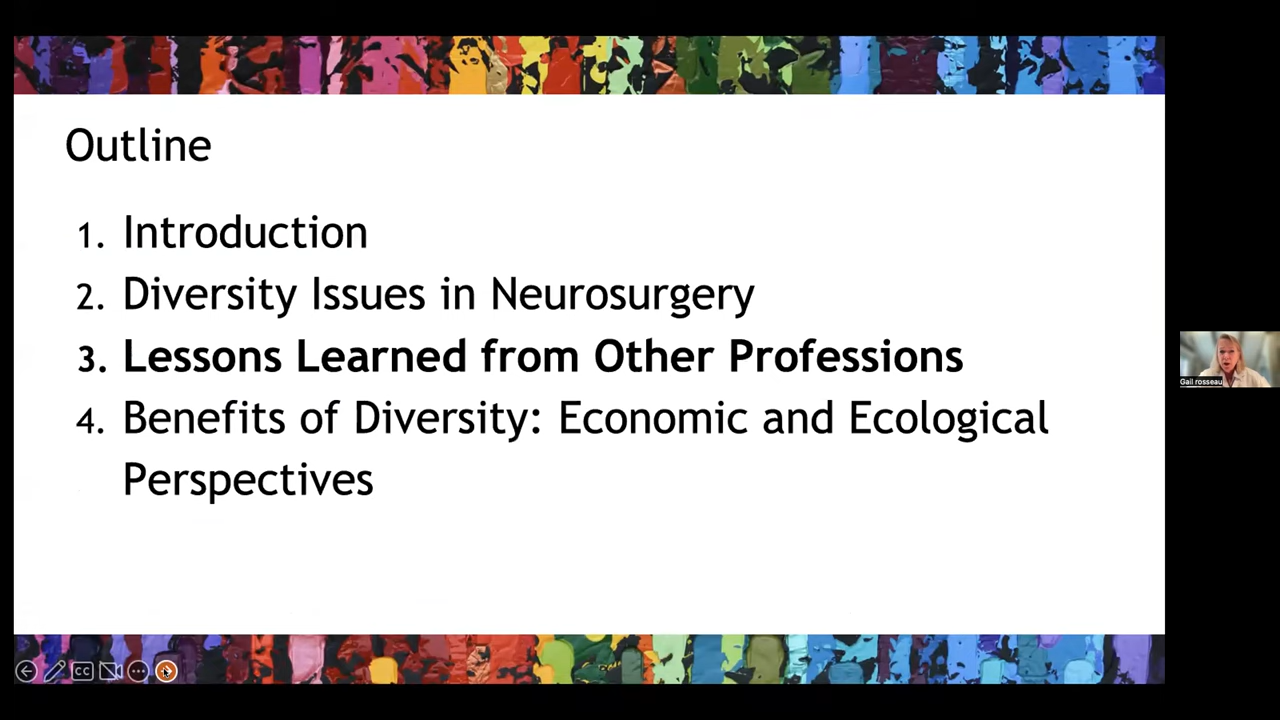 Outline
1. Introduction
2. Diversity Issues in Neurosurgery
3. Lessons Learned from Other Professions
4. Benefits of Diversity: Economic and Ecological
Perspectives
Gail rosseau
CC